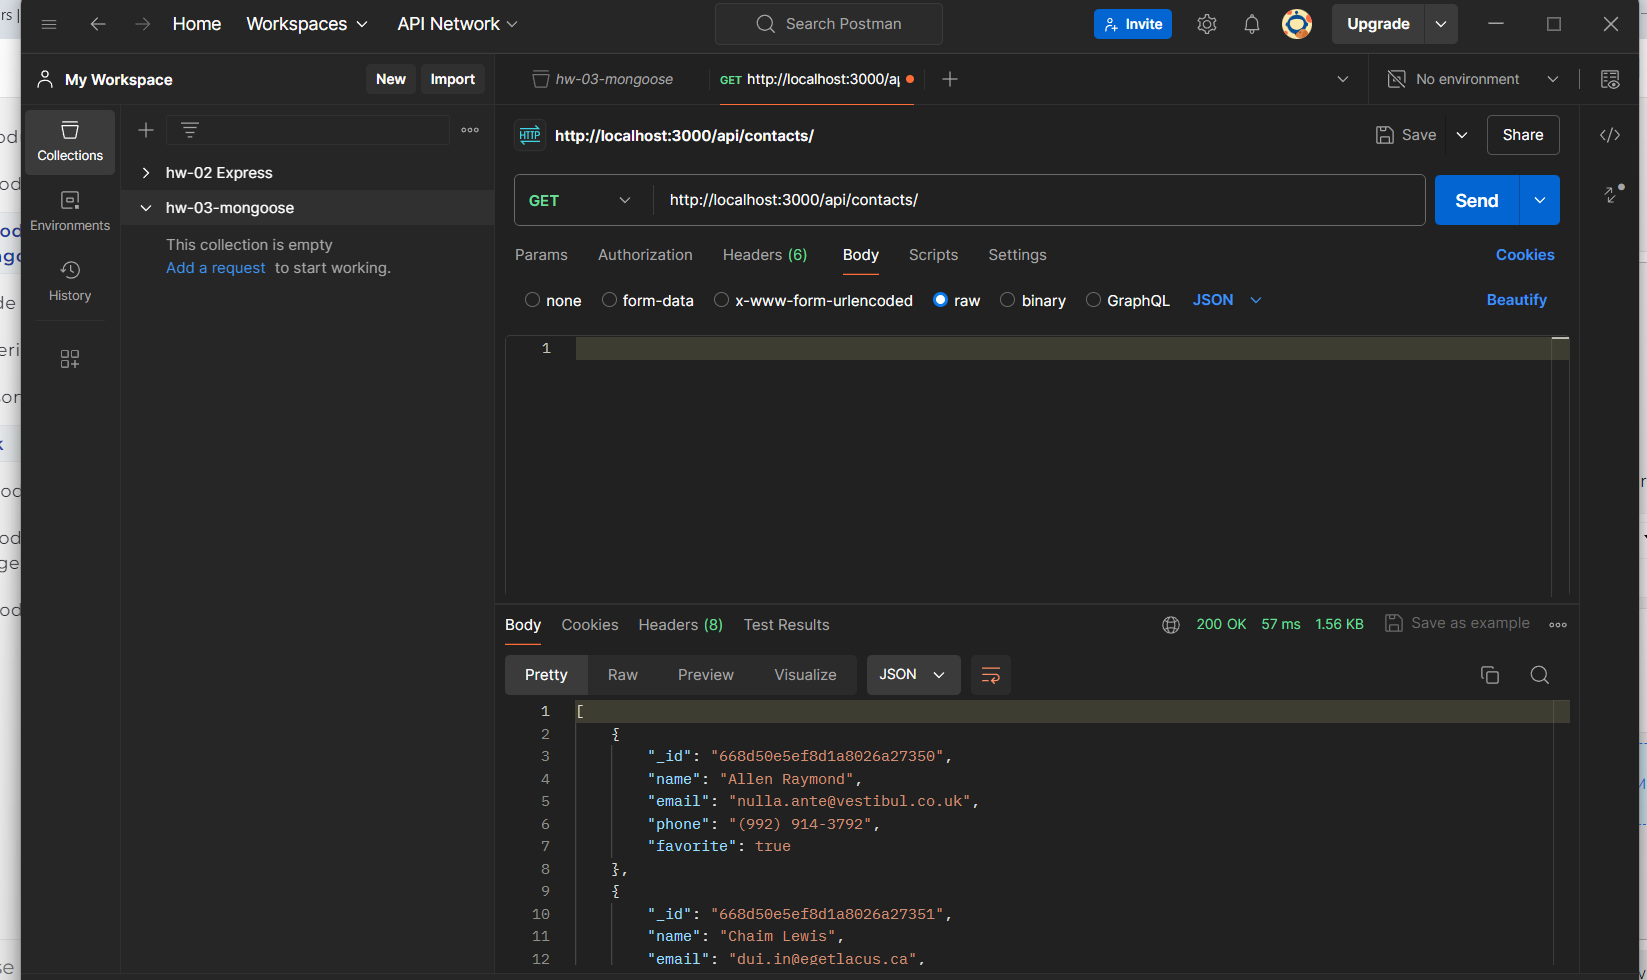 Home Workspaces API Network Search Postman Invite Upgrade
My Workspace New Import hw-03-mongoose GET http://localhost:3000/ap No environment
Collections
Environments
History
hw-02 Express
hw-03-mongoose
This collection is empty
Add a request to start working.
HTTP http://localhost:3000/api/contacts/ Save Share
GET http://localhost:3000/api/contacts/ Send
Params Authorization Headers (6) Body Scripts Settings Cookies
none form-data x-www-form-urlencoded raw binary GraphQL JSON Beautify
1
Body Cookies Headers (8) Test Results 200 OK 57 ms 1.56 KB Save as example
Pretty Raw Preview Visualize JSON
1 [
2 {
3 "_id": "668d50e5ef8d1a8026a27350",
4 "name": "Allen Raymond",
5 "email": "nulla.ante@vestibul.co.uk",
6 "phone": "(992) 914-3792",
7 "favorite": true
8 },
9 {
10 "_id": "668d50e5ef8d1a8026a27351",
11 "name": "Chaim Lewis",
12 "email": "dui.in@egetlacus.ca",